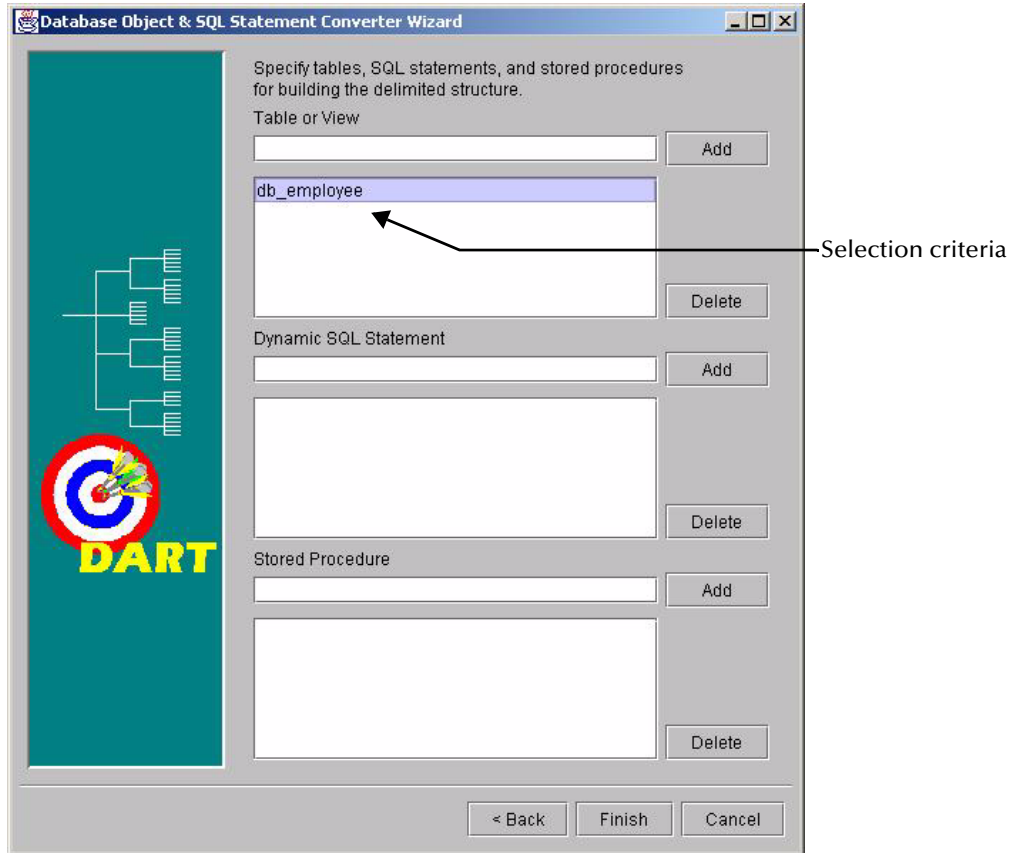 Database Object & SQL Statement Converter Wizard
Specify tables, SQL statements, and stored procedures
for building the delimited structure.
Table or View
Add
db_employee
Selection criteria
Delete
Dynamic SQL Statement
Add
Delete
DART
Stored Procedure
Add
Delete
< Back
Finish
Cancel